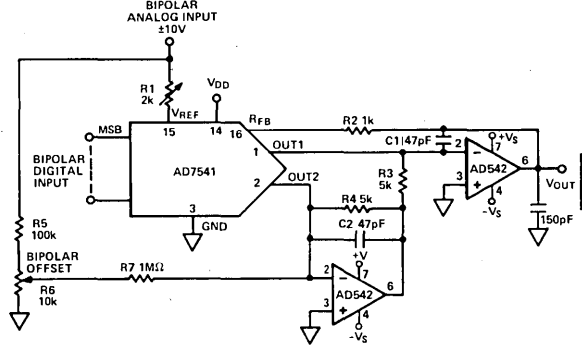 BIPOLAR
ANALOG INPUT
±10V
R1
2k
VREF
VDD
15
14
16
RFB
R2 1k
C1 47pF
+VS
7
2
6
AD542
3
4
-VS
VOUT
150pF
MSB
BIPOLAR
DIGITAL
INPUT
AD7541
1
OUT1
2
OUT2
3
GND
R3
5k
R4 5k
C2 47pF
+V
7
2
6
AD542
3
4
-VS
R5
100k
BIPOLAR
OFFSET
R6
10k
R7 1MΩ